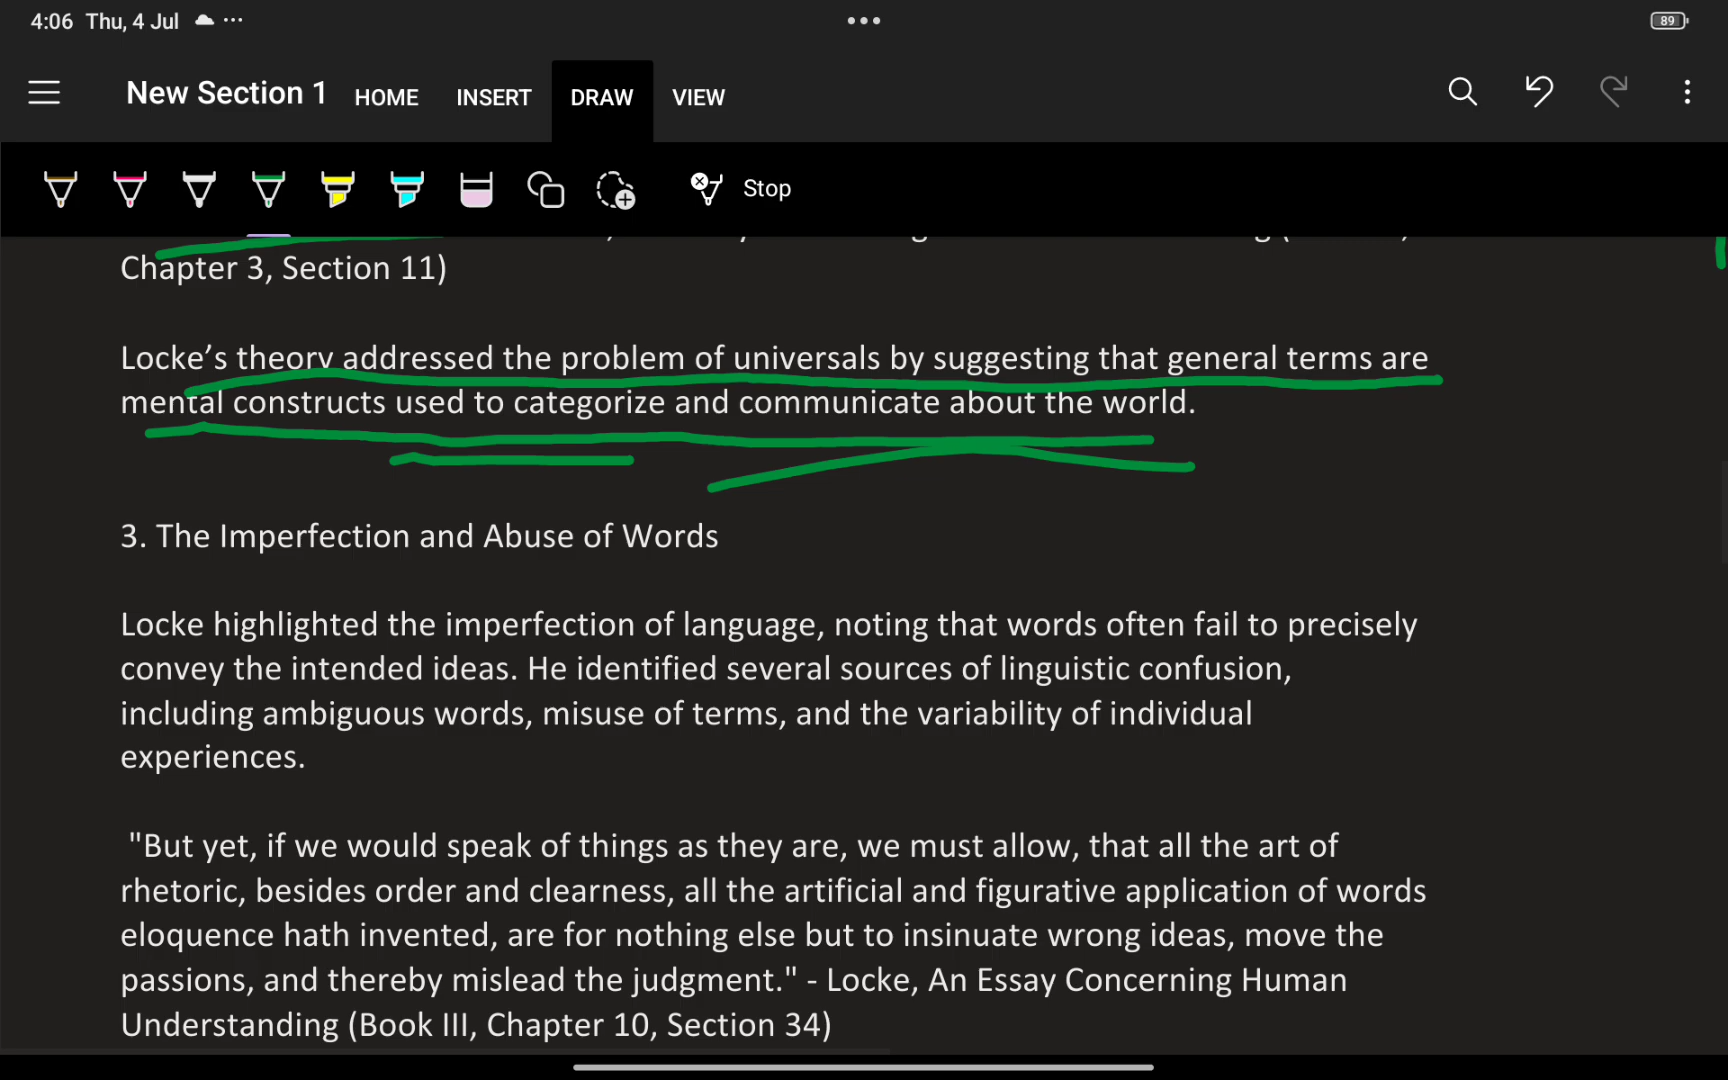 4:06 Thu, 4 Jul
89
New Section 1 HOME INSERT DRAW VIEW
Stop
Chapter 3, Section 11)
Locke’s theory addressed the problem of universals by suggesting that general terms are
mental constructs used to categorize and communicate about the world.
3. The Imperfection and Abuse of Words
Locke highlighted the imperfection of language, noting that words often fail to precisely
convey the intended ideas. He identified several sources of linguistic confusion,
including ambiguous words, misuse of terms, and the variability of individual
experiences.
"But yet, if we would speak of things as they are, we must allow, that all the art of
rhetoric, besides order and clearness, all the artificial and figurative application of words
eloquence hath invented, are for nothing else but to insinuate wrong ideas, move the
passions, and thereby mislead the judgment." - Locke, An Essay Concerning Human
Understanding (Book III, Chapter 10, Section 34)